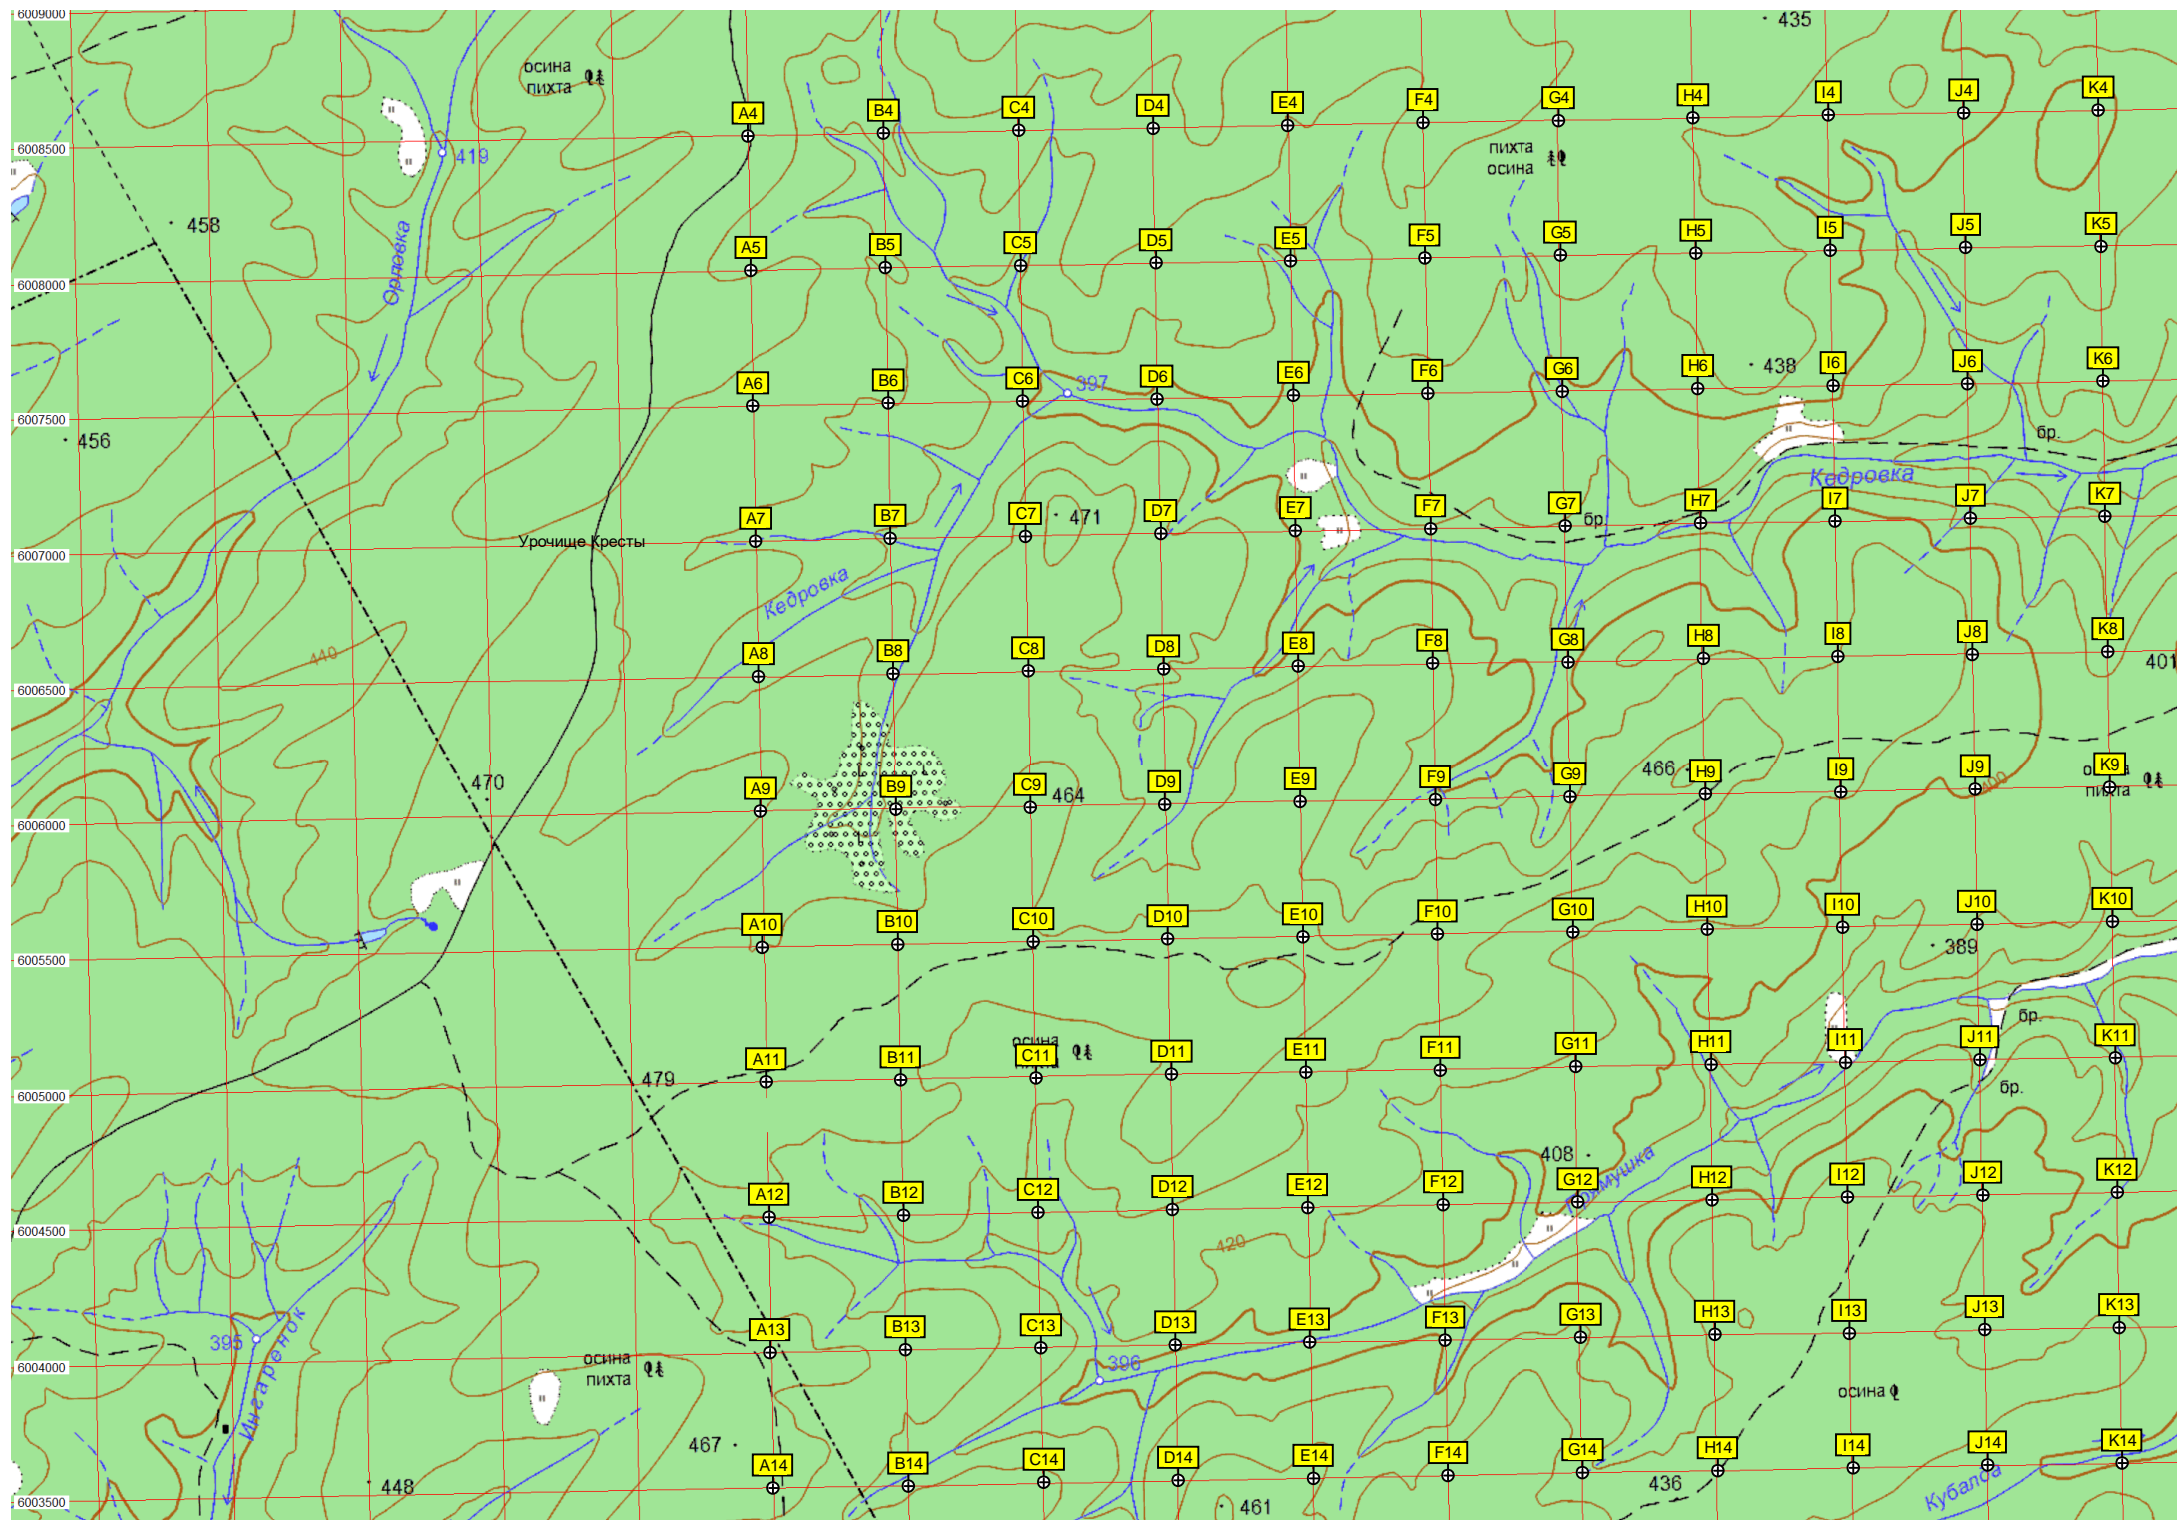 6009000
435
осина
пихта
A4 B4 C4 D4 E4 F4 G4 H4 I4 J4 K4
6008500
419
пихта
осина
458
Орловка
A5 B5 C5 D5 E5 F5 G5 H5 I5 J5 K5
6008000
A6 B6 C6 D6 E6 F6 G6 H6 I6 J6 K6
397
438
6007500
456
бр.
Кедровка
A7 B7 C7 D7 E7 F7 G7 H7 I7 J7 K7
471
бр.
Урочище Кресты
6007000
Кедровка
A8 B8 C8 D8 E8 F8 G8 H8 I8 J8 K8
440
401
6006500
470
466
A9 B9 C9 D9 E9 F9 G9 H9 I9 J9 K9
464
400
пихта
6006000
A10 B10 C10 D10 E10 F10 G10 H10 I10 J10 K10
389
6005500
бр.
осина
A11 B11 C11 D11 E11 F11 G11 H11 I11 J11 K11
пихта
479
бр.
6005000
408
A12 B12 C12 D12 E12 F12 G12 H12 I12 J12 K12
420
6004500
395
Ингаренок
A13 B13 C13 D13 E13 F13 G13 H13 I13 J13 K13
396
осина
пихта
6004000
осина
467
A14 B14 C14 D14 E14 F14 G14 H14 I14 J14 K14
448
461
436
Кубалда
6003500